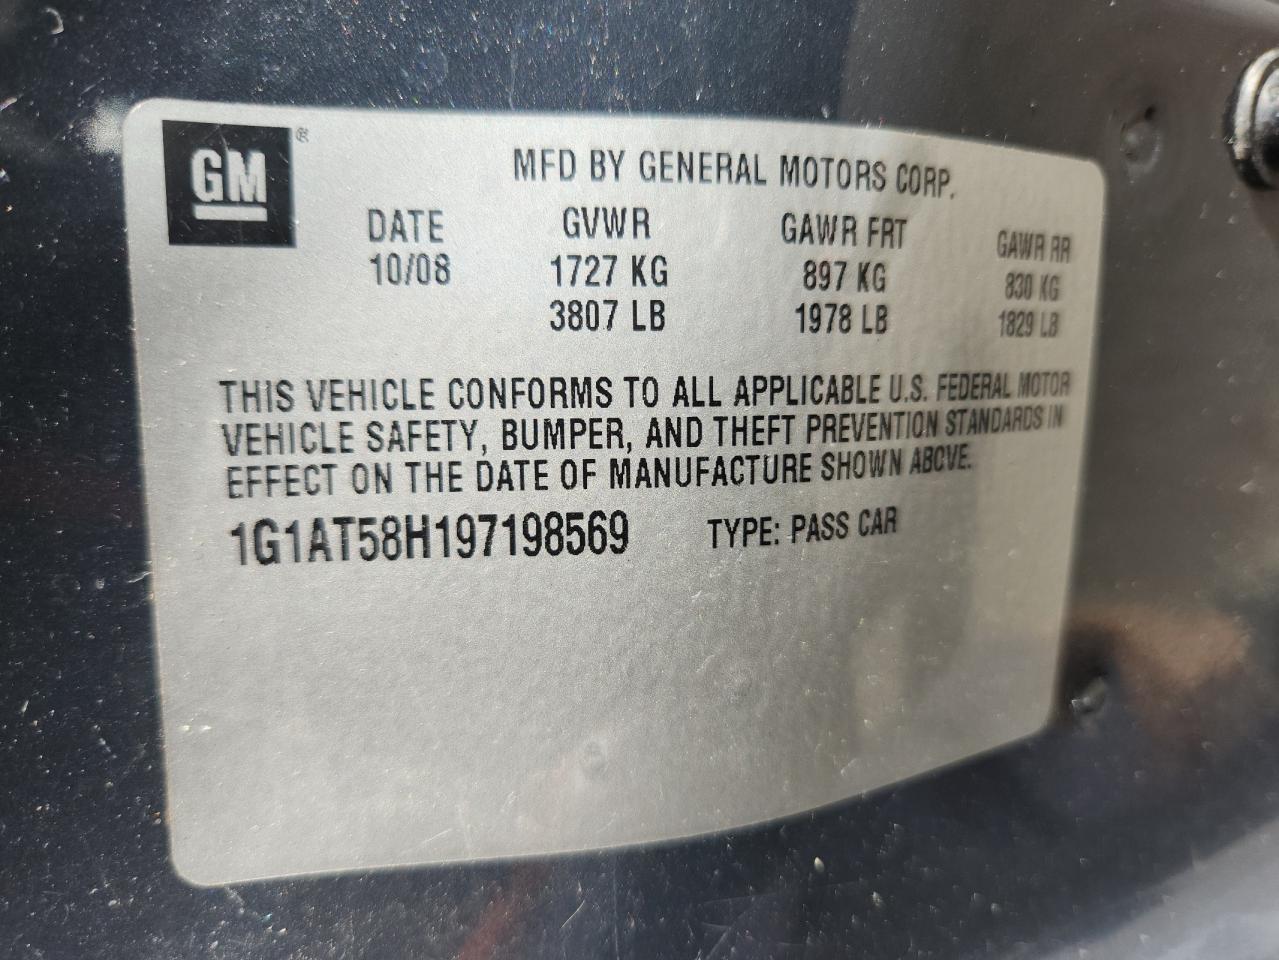 GM®
MFD BY GENERAL MOTORS CORP.
DATE GVWR GAWR FRT GAWR RR
10/08 1727 KG 897 KG 830 KG
3807 LB 1978 LB 1829 LB
THIS VEHICLE CONFORMS TO ALL APPLICABLE U.S. FEDERAL MOTOR
VEHICLE SAFETY, BUMPER, AND THEFT PREVENTION STANDARDS IN
EFFECT ON THE DATE OF MANUFACTURE SHOWN ABOVE.
1G1AT58H197198569 TYPE: PASS CAR